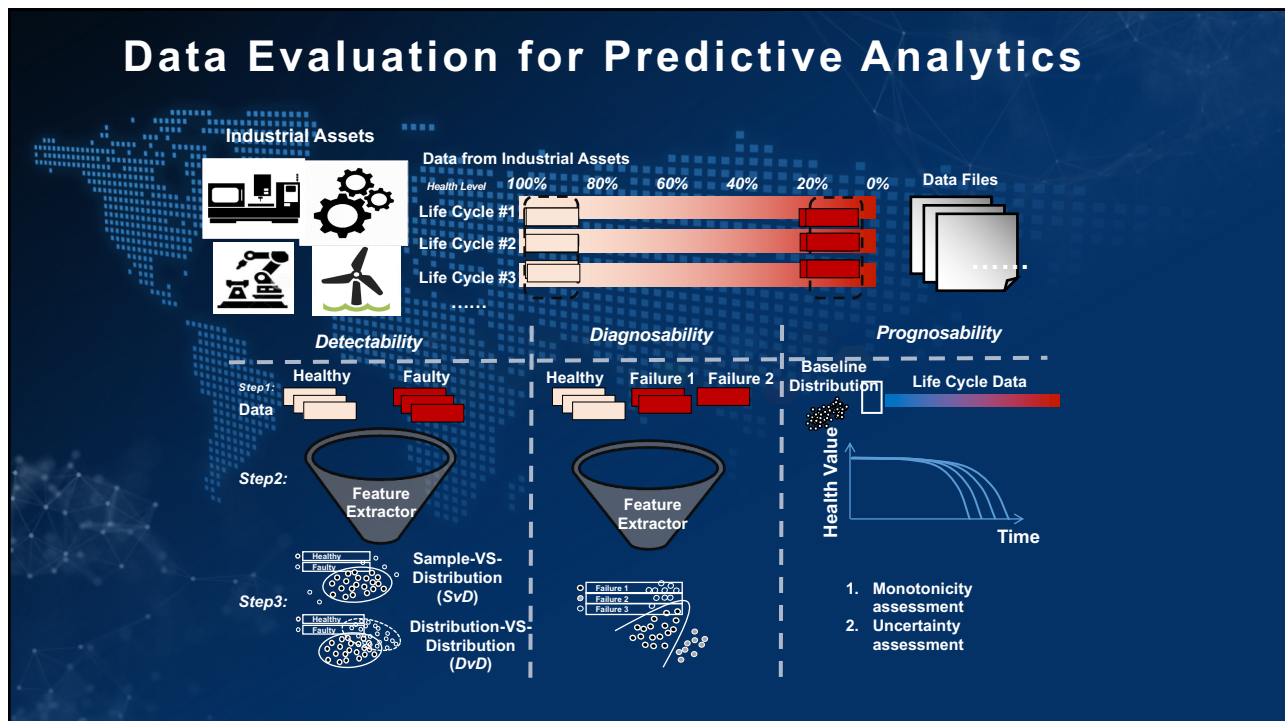 Data Evaluation for Predictive Analytics
Industrial Assets
Data from Industrial Assets
Health Level 100% 80% 60% 40% 20% 0%
Data Files
Life Cycle #1
Life Cycle #2
Life Cycle #3
......
......
Detectability
Diagnosability
Prognosability
Step1:
Data
Healthy
Faulty
Healthy
Failure 1
Failure 2
Baseline
Distribution
Life Cycle Data
Step2:
Feature
Extractor
Feature
Extractor
Health Value
Time
Step3:
Healthy
Faulty
Sample-VS-
Distribution
(SvD)
Healthy
Faulty
Distribution-VS-
Distribution
(DvD)
Failure 1
Failure 2
Failure 3
1. Monotonicity
assessment
2. Uncertainty
assessment